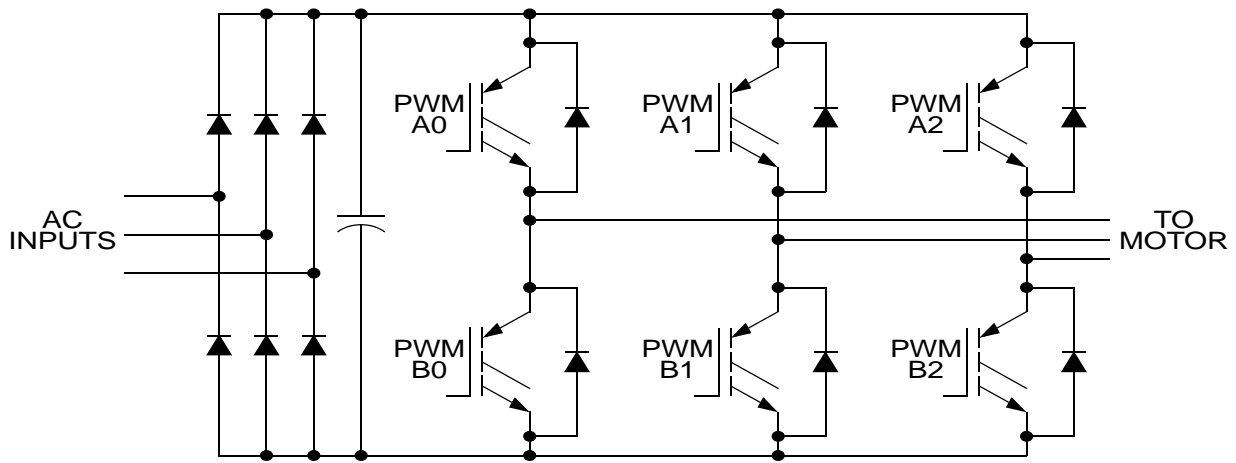 PWM
A0
PWM
A1
PWM
A2
AC
INPUTS
TO
MOTOR
PWM
B0
PWM
B1
PWM
B2